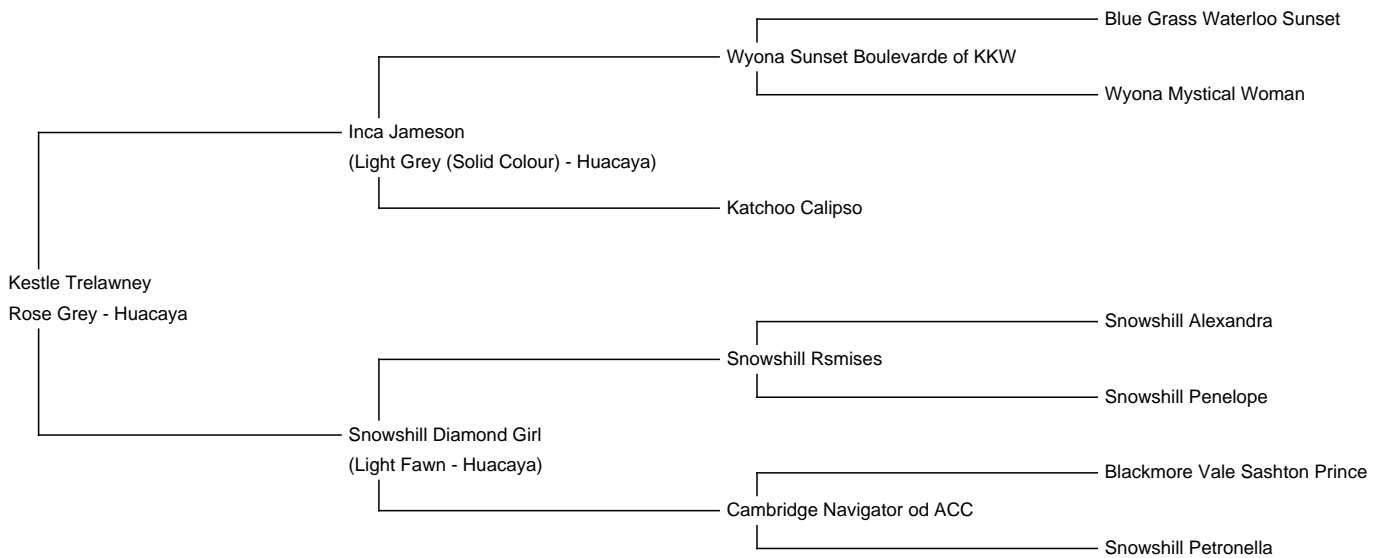 Blue Grass Waterloo Sunset
Wyona Sunset Boulevarde of KKW
Wyona Mystical Woman
Inca Jameson
(Light Grey (Solid Colour) - Huacaya)
Katchoo Calipso
Kestle Trelawney
Rose Grey - Huacaya
Snowshill Alexandra
Snowshill Rsmises
Snowshill Penelope
Snowshill Diamond Girl
(Light Fawn - Huacaya)
Blackmore Vale Sashton Prince
Cambridge Navigator od ACC
Snowshill Petronella